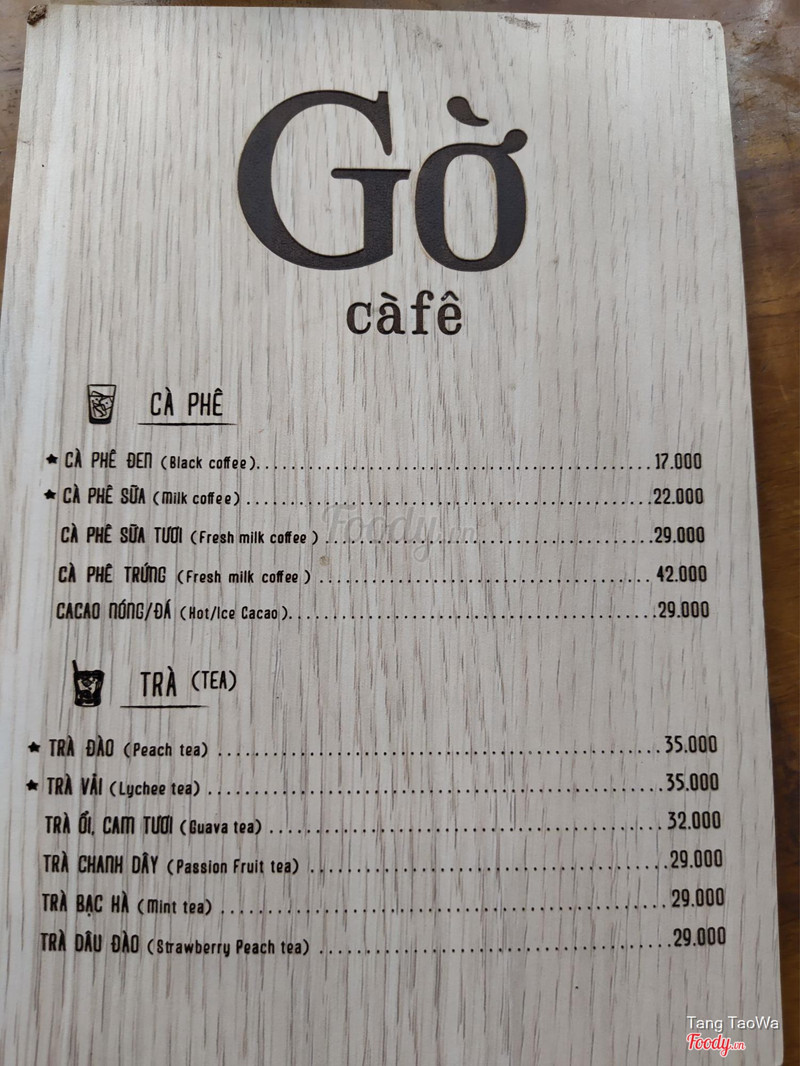 Gờ
càfê
CÀ PHÊ
★ CÀ PHÊ ĐEN (Black coffee)..........17.000
★ CÀ PHÊ SỮA (Milk coffee)..........22.000
CÀ PHÊ SỮA TƯƠI (Fresh milk coffee )..........29.000
CÀ PHÊ TRỨNG (Fresh milk coffee )..........42.000
CACAO NÓNG/ĐÁ (Hot/Ice Cacao)..........29.000
TRÀ (TEA)
★ TRÀ ĐÀO (Peach tea)..........35.000
★ TRÀ VẢI (Lychee tea)..........35.000
TRÀ ỔI, CAM TƯƠI (Guava tea)..........32.000
TRÀ CHANH DÂY (Passion Fruit tea)..........29.000
TRÀ BẠC HÀ (Mint tea)..........29.000
TRÀ DÂU ĐÀO (Strawberry Peach tea)..........29.000
Foody.vn
Tang TaoWa
Foody.vn